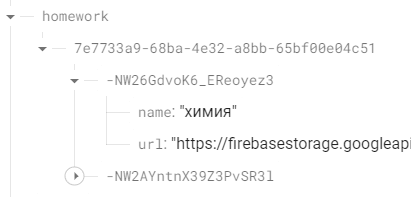 homework
7e7733a9-68ba-4e32-a8bb-65bf00e04c51
-NW26GdvoK6_EReoyez3
name: "химия"
url: "https://firebasestorage.googleapi
-NW2AYntnX39Z3PvSR3l